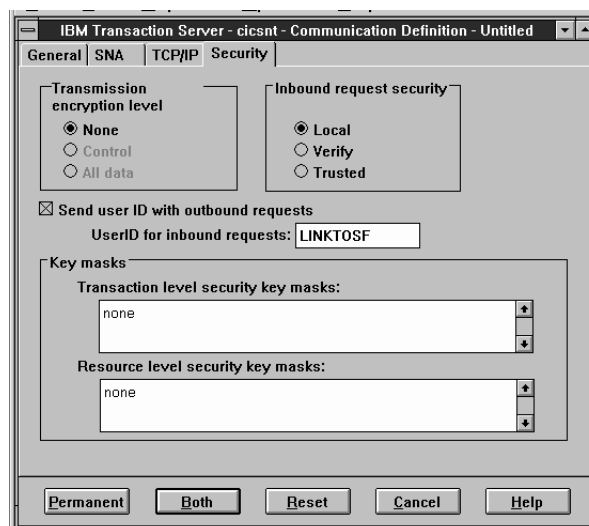 IBM Transaction Server - cicsnt - Communication Definition - Untitled
General SNA TCP/IP Security
Transmission encryption level
None
Control
All data
Inbound request security
Local
Verify
Trusted
Send user ID with outbound requests
UserID for inbound requests: LINKTOSF
Key masks
Transaction level security key masks:
none
Resource level security key masks:
none
Permanent Both Reset Cancel Help